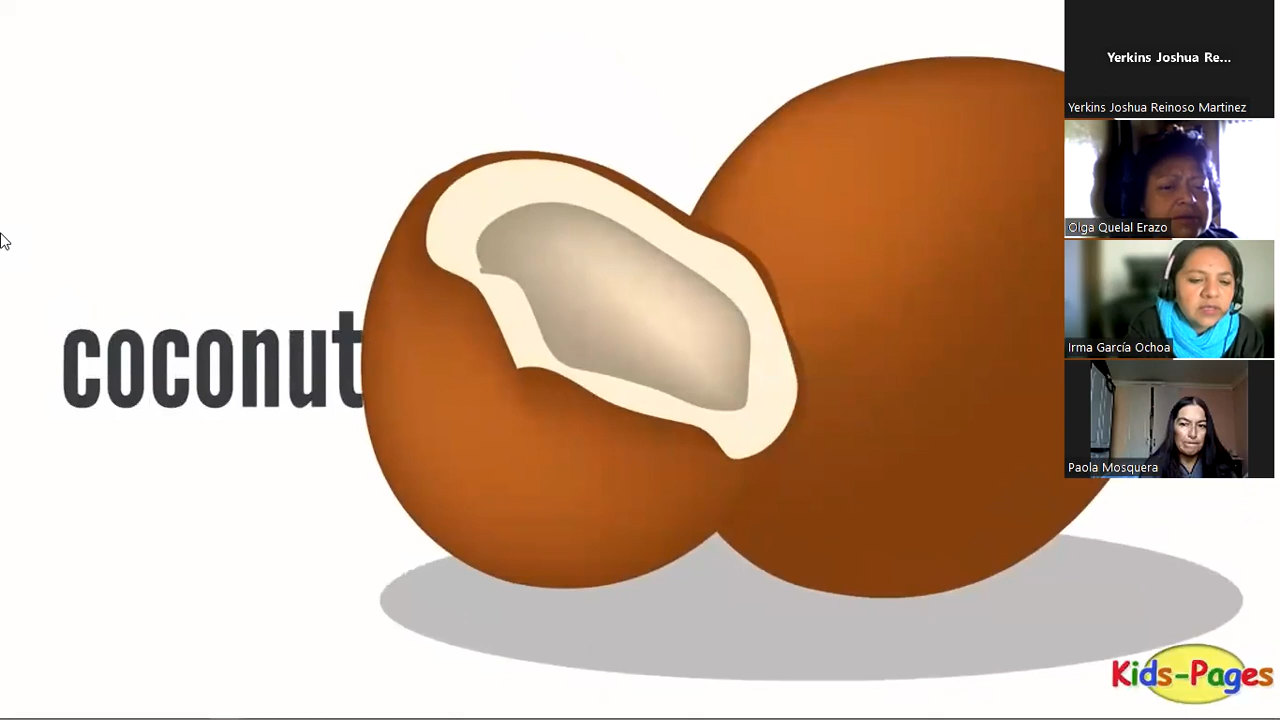 coconut
Yerkins Joshua Re...
Yerkins Joshua Reinoso Martinez
Olga Quelal Erazo
Irma García Ochoa
Paola Mosquera
Kids-Pages